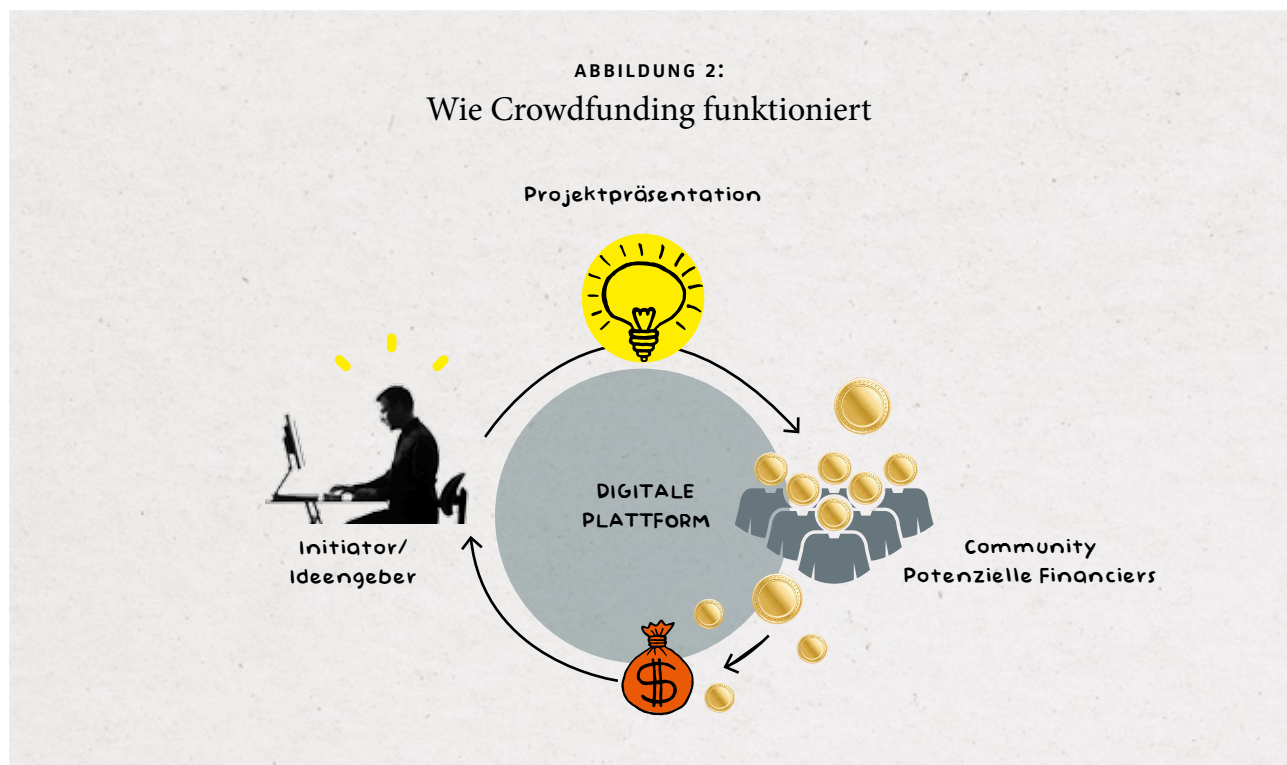 ABBILDUNG 2:
Wie Crowdfunding funktioniert
Projektpräsentation
DIGITALE
PLATTFORM
Initiator/
Ideengeber
Community
Potenzielle Financiers
$